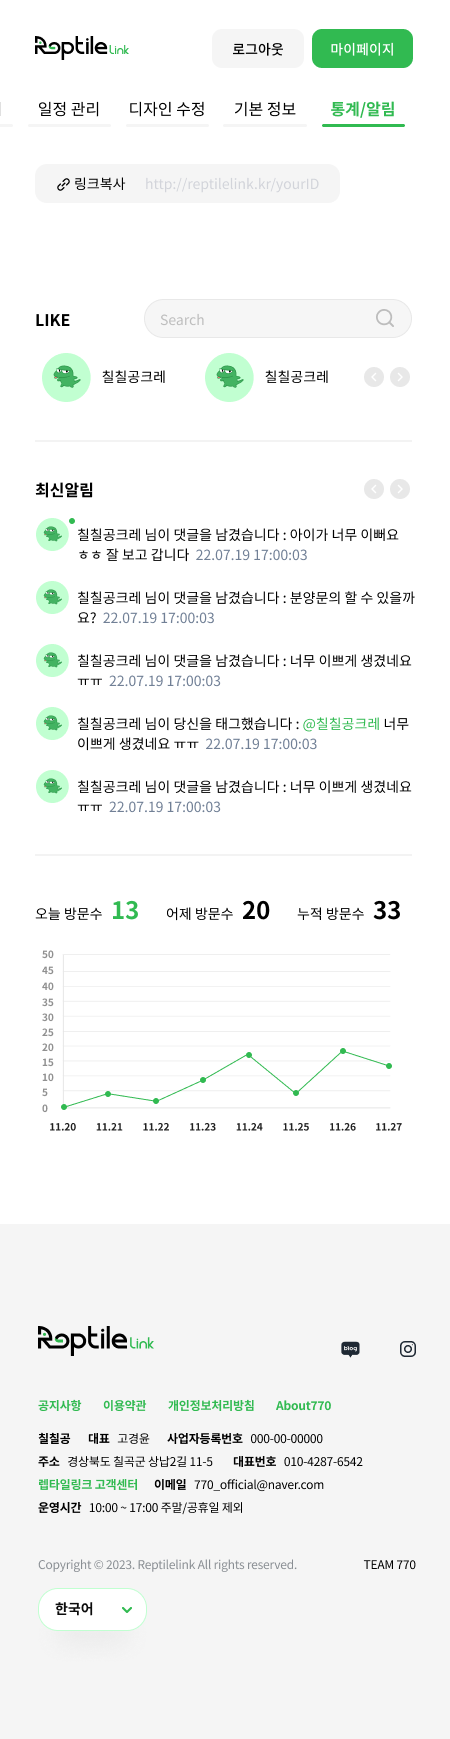 Reptile Link
로그아웃 마이페이지
일정 관리 디자인 수정 기본 정보 통계/알림
링크복사 http://reptilelink.kr/yourID
LIKE Search
칠칠공크레 칠칠공크레
최신알림
칠칠공크레 님이 댓글을 남겼습니다 : 아이가 너무 이뻐요
ㅎㅎ 잘 보고 갑니다 22.07.19 17:00:03
칠칠공크레 님이 댓글을 남겼습니다 : 분양문의 할 수 있을까
요? 22.07.19 17:00:03
칠칠공크레 님이 댓글을 남겼습니다 : 너무 이쁘게 생겼네요
ㅠㅠ 22.07.19 17:00:03
칠칠공크레 님이 당신을 태그했습니다 : @칠칠공크레 너무
이쁘게 생겼네요 ㅠㅠ 22.07.19 17:00:03
칠칠공크레 님이 댓글을 남겼습니다 : 너무 이쁘게 생겼네요
ㅠㅠ 22.07.19 17:00:03
오늘 방문수 13 어제 방문수 20 누적 방문수 33
50
45
40
35
30
25
20
15
10
5
0
11.20 11.21 11.22 11.23 11.24 11.25 11.26 11.27
Reptile Link
blog
공지사항 이용약관 개인정보처리방침 About770
칠칠공 대표 고경윤 사업자등록번호 000-00-00000
주소 경상북도 칠곡군 상납2길 11-5 대표번호 010-4287-6542
렙타일링크 고객센터 이메일 770_official@naver.com
운영시간 10:00 ~ 17:00 주말/공휴일 제외
Copyright © 2023. Reptilelink All rights reserved. TEAM 770
한국어